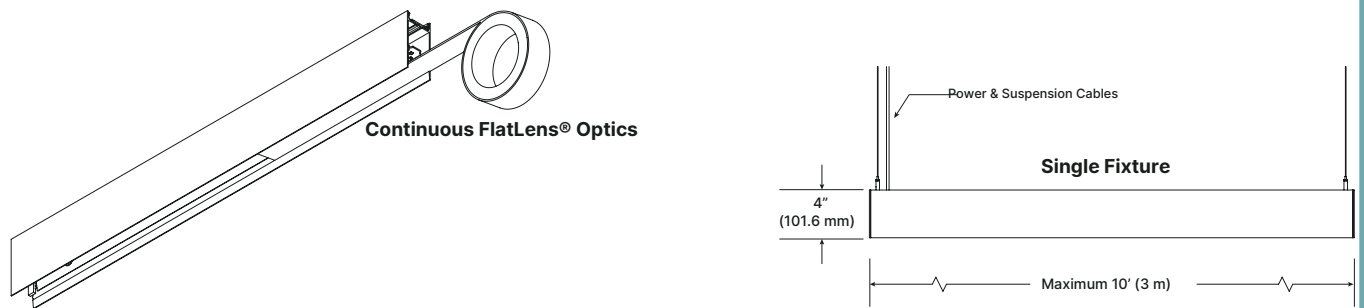 Continuous FlatLens® Optics
Power & Suspension Cables
Single Fixture
4”
(101.6 mm)
Maximum 10’ (3 m)